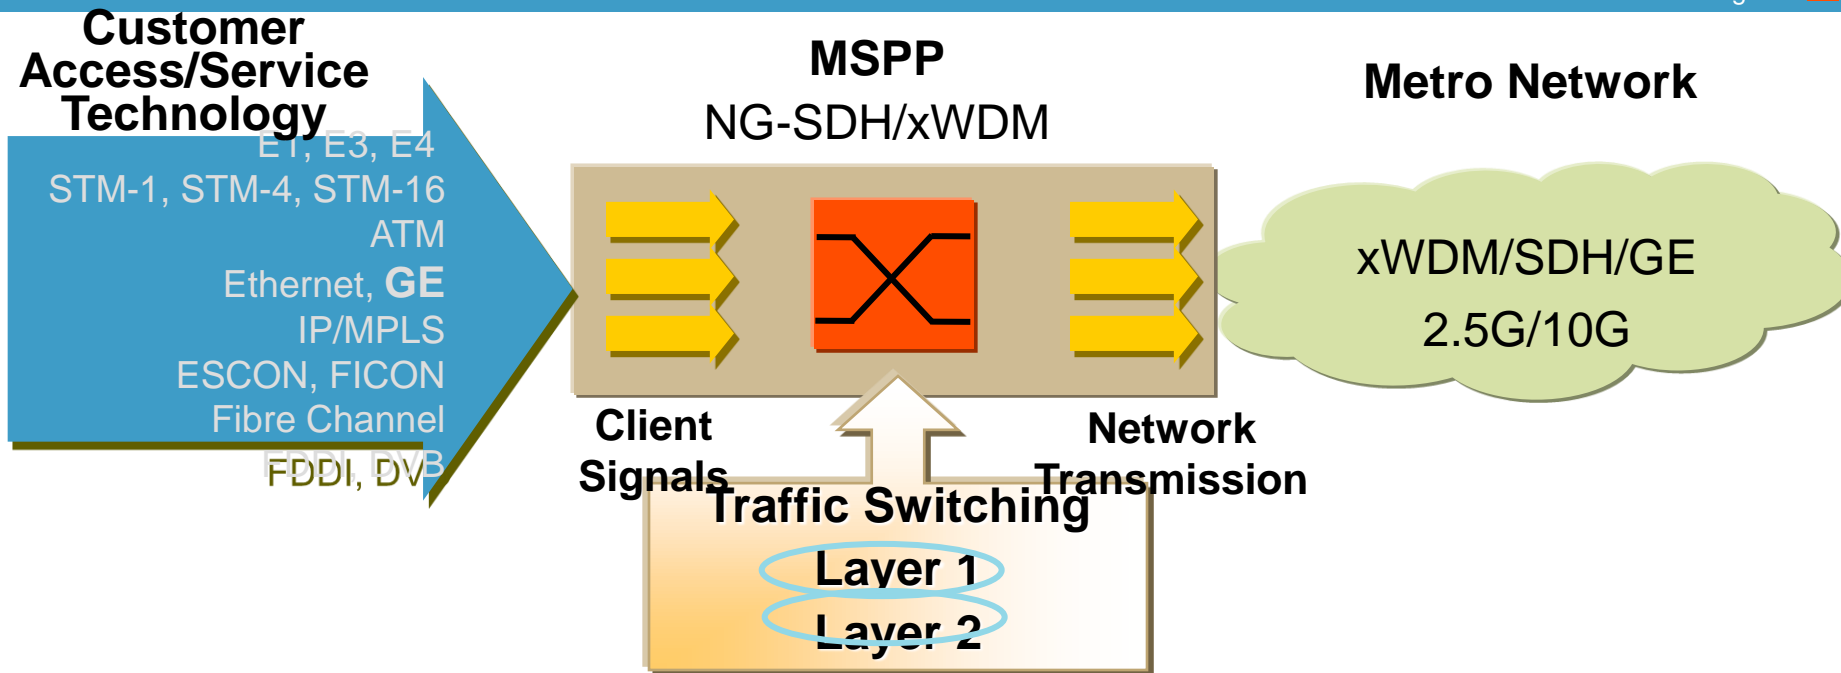 Customer
Access/Service
Technology
E1, E3, E4
STM-1, STM-4, STM-16
ATM
Ethernet, GE
IP/MPLS
ESCON, FICON
Fibre Channel
FDDI, DVB
MSPP
NG-SDH/xWDM
Client
Signals
Network
Transmission
Traffic Switching
Layer 1
Layer 2
Metro Network
xWDM/SDH/GE
2.5G/10G